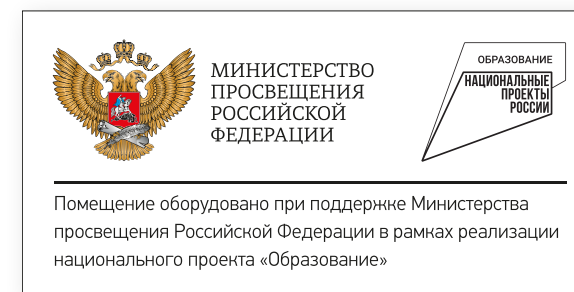 МИНИСТЕРСТВО
ПРОСВЕЩЕНИЯ
РОССИЙСКОЙ
ФЕДЕРАЦИИ
ОБРАЗОВАНИЕ
НАЦИОНАЛЬНЫЕ
ПРОЕКТЫ
РОССИИ
Помещение оборудовано при поддержке Министерства
просвещения Российской Федерации в рамках реализации
национального проекта «Образование»